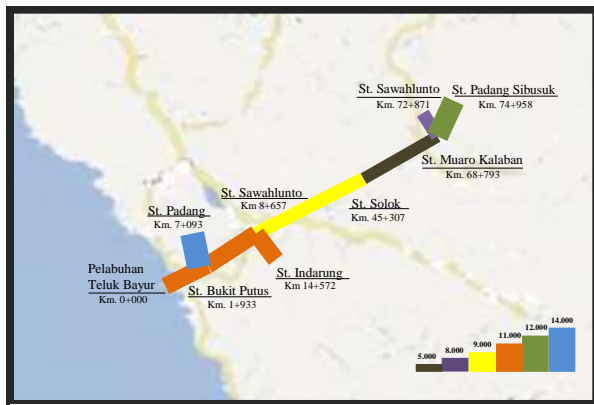 St. Sawahlunto
Km. 72+871
St. Padang Sibusuk
Km. 74+958
St. Muaro Kalaban
Km. 68+793
St. Sawahlunto
Km 8+657
St. Solok
Km. 45+307
St. Padang
Km. 7+093
Pelabuhan
Teluk Bayur
Km. 0+000
St. Bukit Putus
Km. 1+933
St. Indarung
Km 14+572
5.000
8.000
9.000
11.000
12.000
14.000